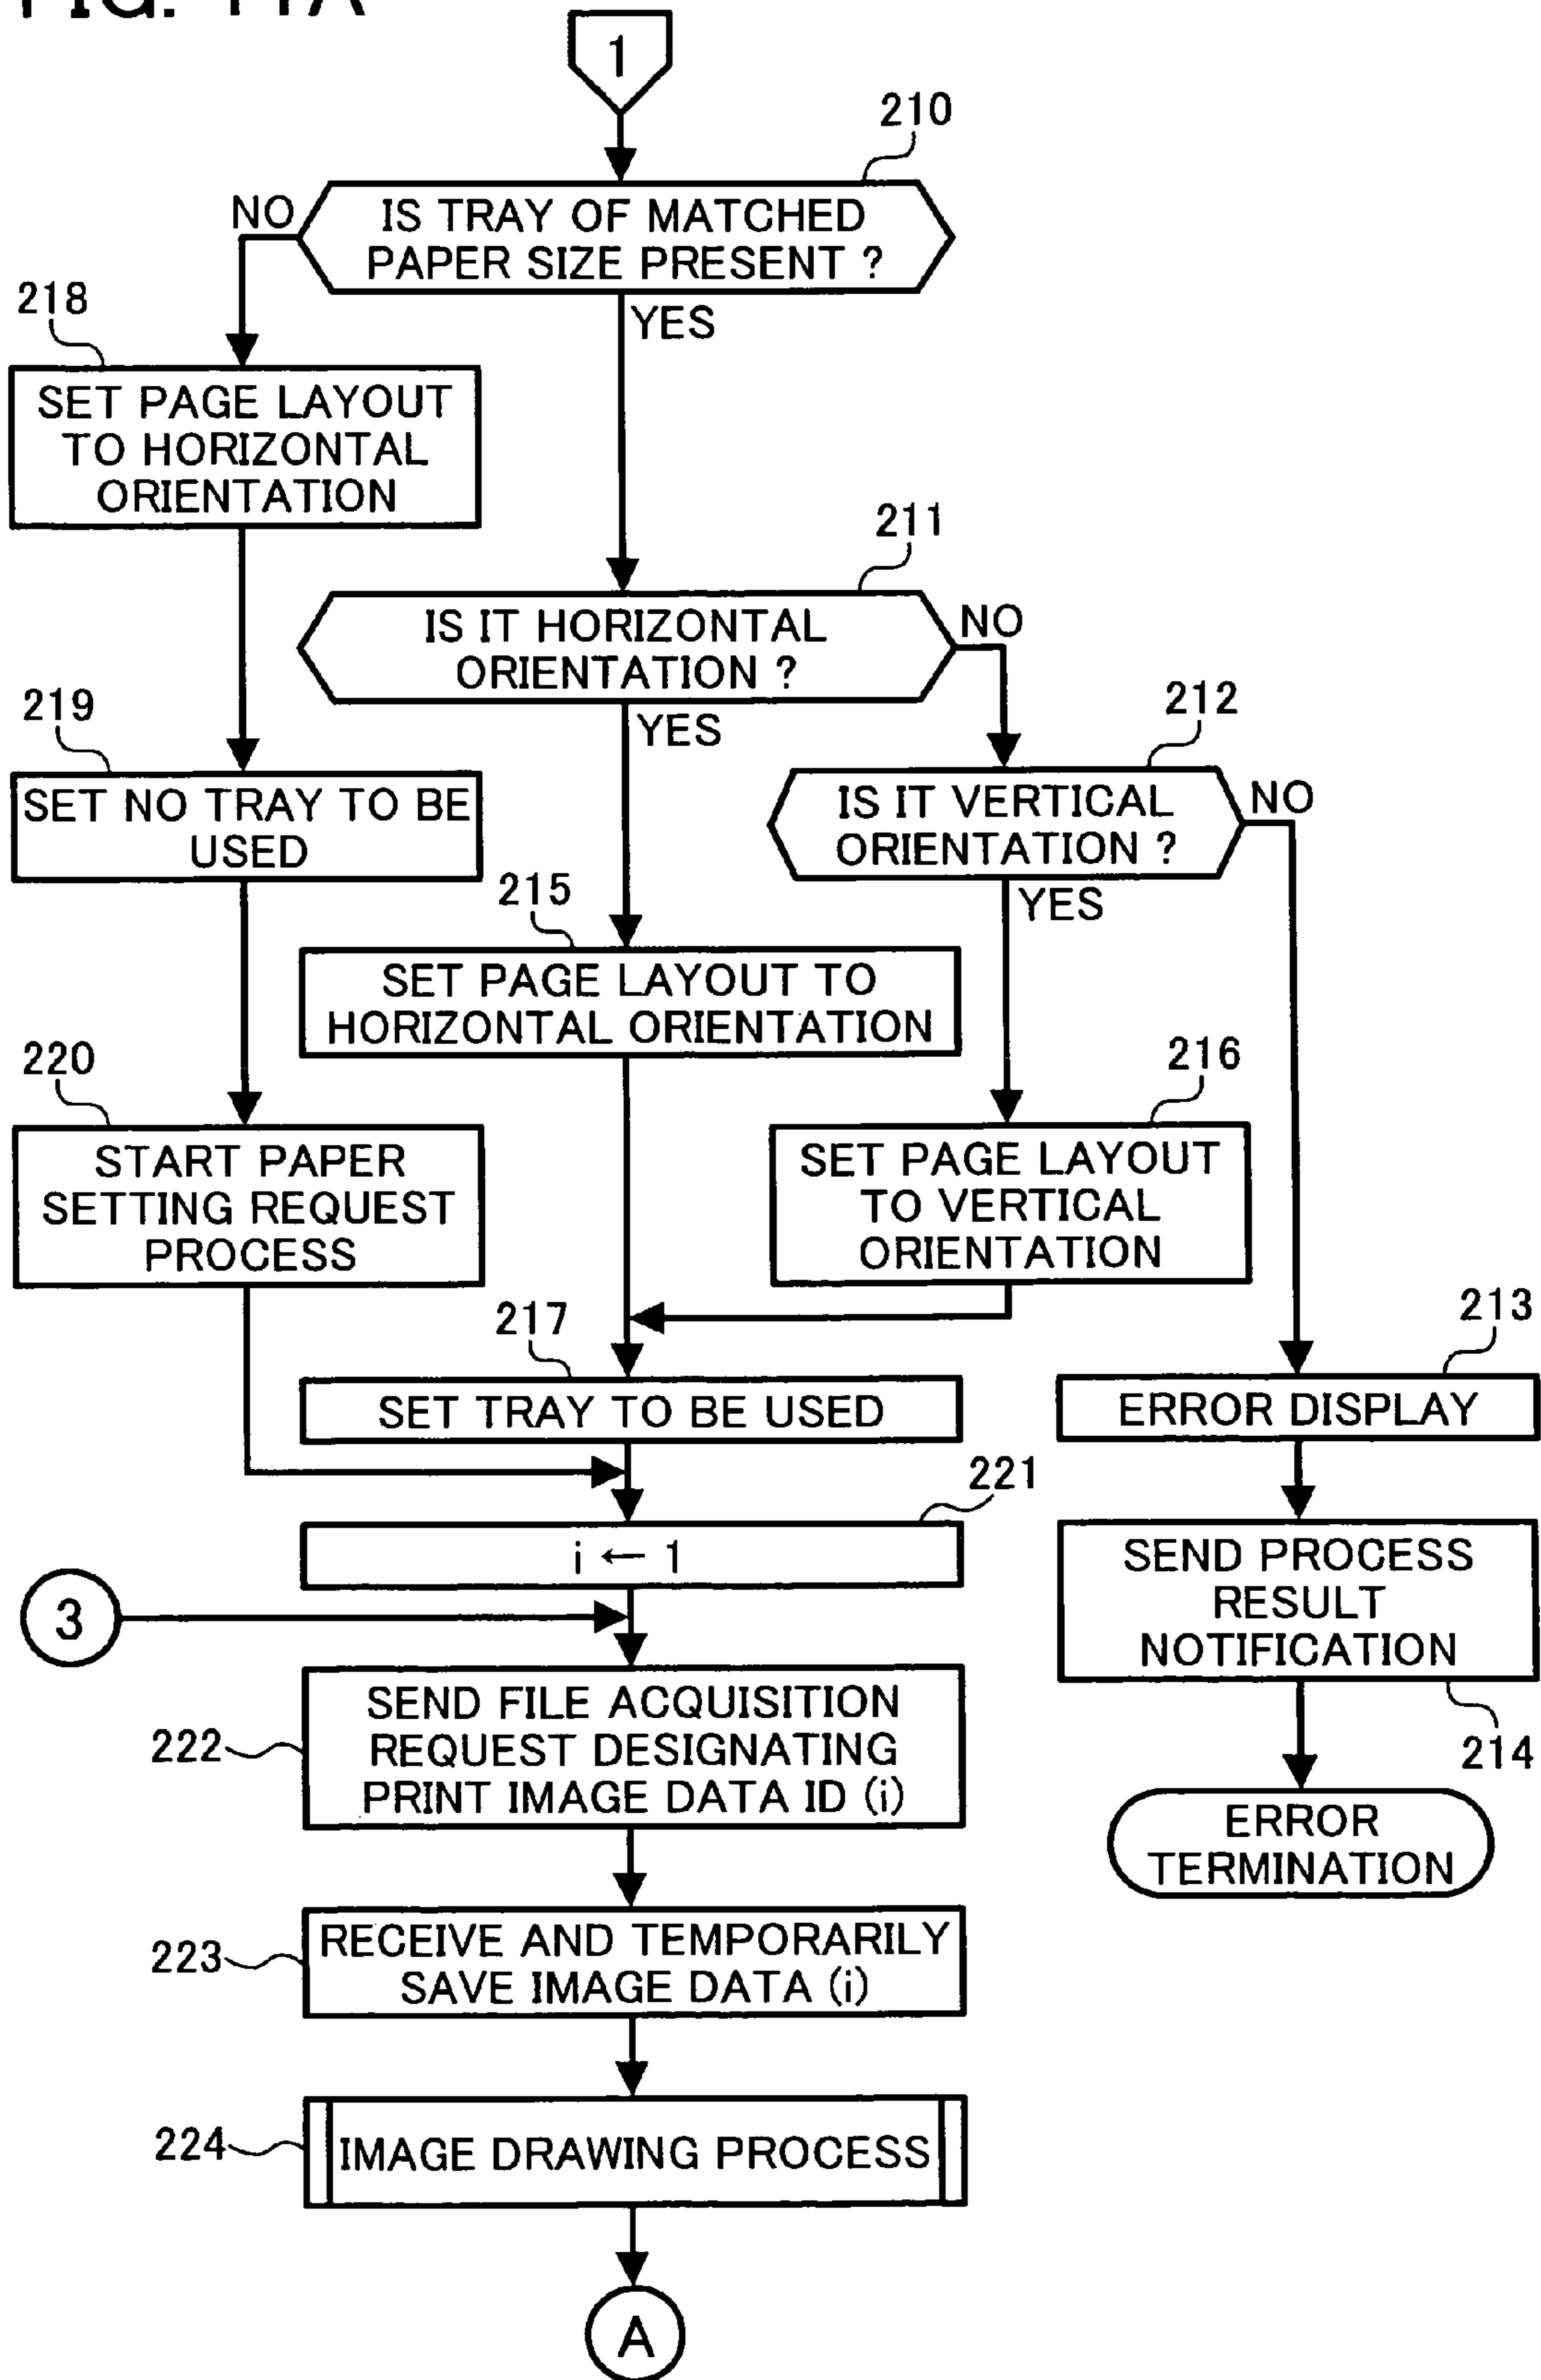 1
210
NO
IS TRAY OF MATCHED
PAPER SIZE PRESENT ?
YES
218
SET PAGE LAYOUT
TO HORIZONTAL
ORIENTATION
211
IS IT HORIZONTAL
ORIENTATION ?
NO
YES
219
SET NO TRAY TO BE
USED
212
IS IT VERTICAL
ORIENTATION ?
NO
YES
215
SET PAGE LAYOUT TO
HORIZONTAL ORIENTATION
220
START PAPER
SETTING REQUEST
PROCESS
216
SET PAGE LAYOUT
TO VERTICAL
ORIENTATION
217
SET TRAY TO BE USED
213
ERROR DISPLAY
221
i ← 1
3
SEND PROCESS
RESULT
NOTIFICATION
214
222
SEND FILE ACQUISITION
REQUEST DESIGNATING
PRINT IMAGE DATA ID (i)
ERROR
TERMINATION
223
RECEIVE AND TEMPORARILY
SAVE IMAGE DATA (i)
224
IMAGE DRAWING PROCESS
A